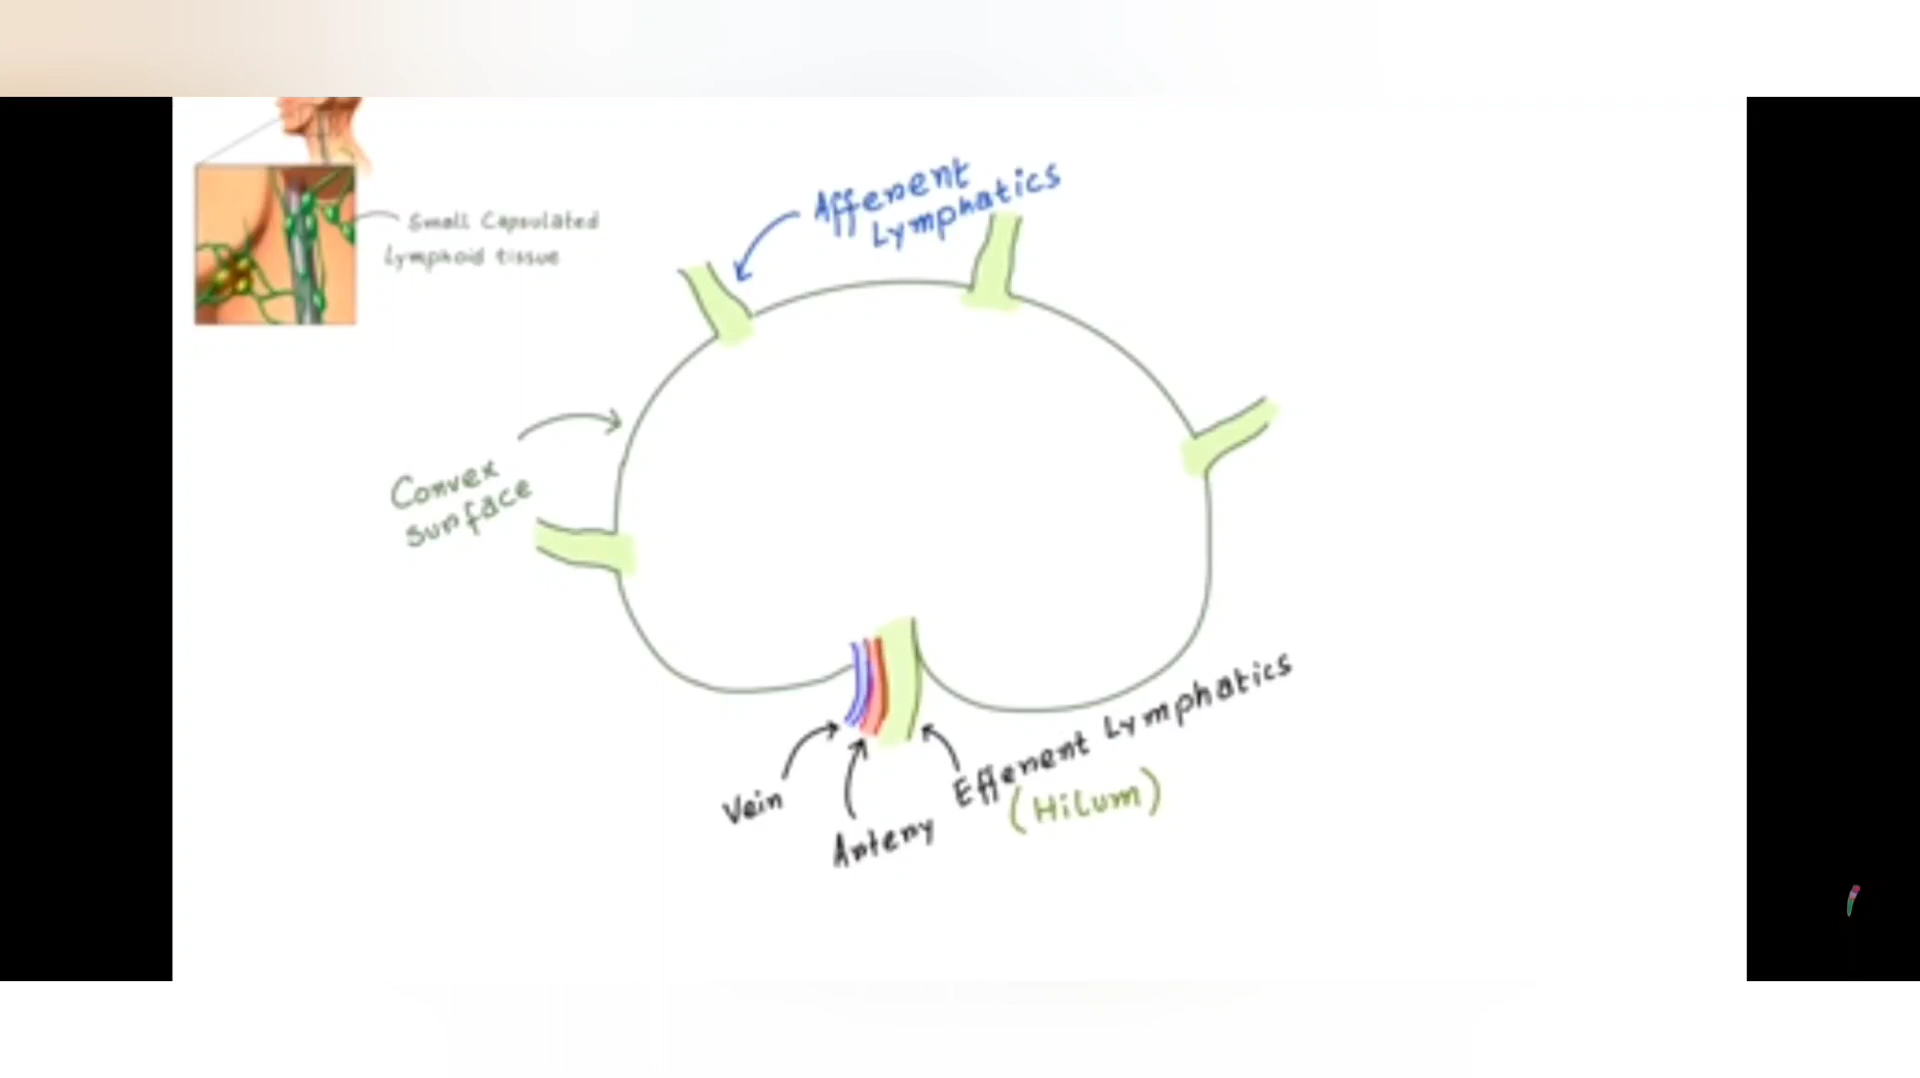 Small Capsulated
lymphoid tissue
Afferent
Lymphatics
Convex
surface
Vein
Artery
Efferent Lymphatics
(Hilum)